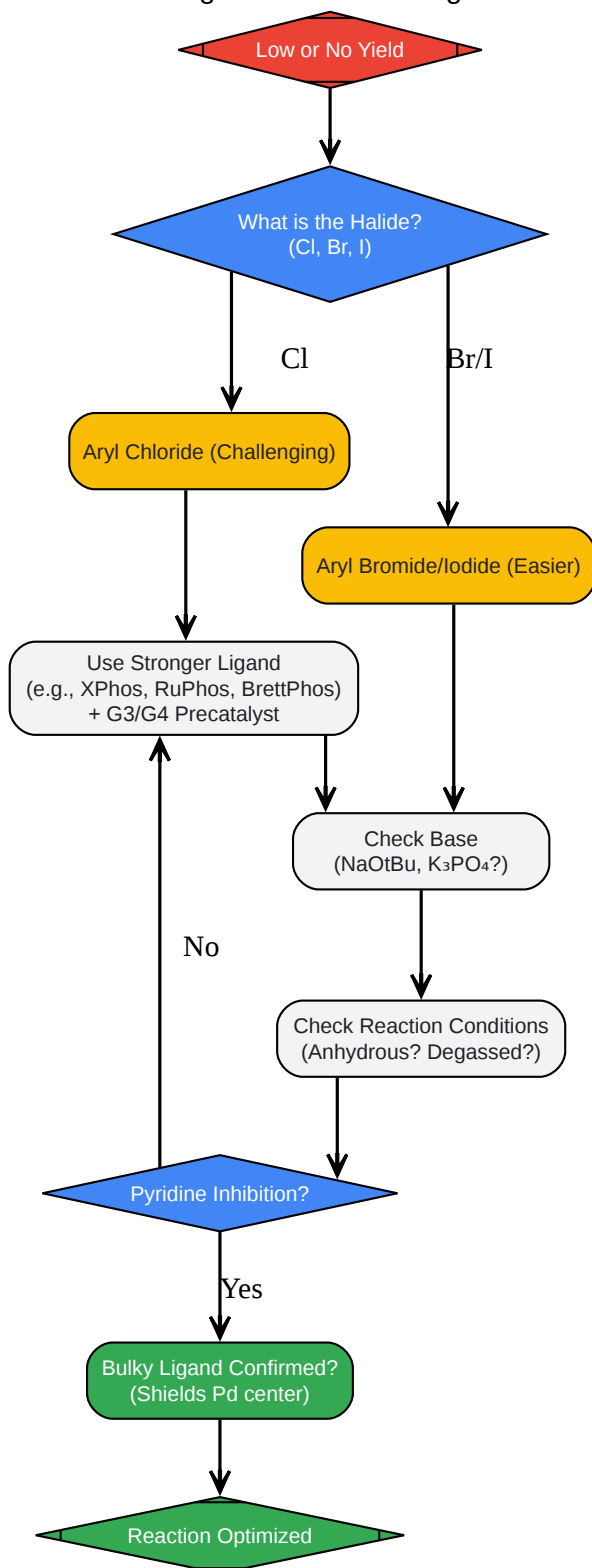 Low or No Yield
What is the Halide?
(Cl, Br, I)
Cl
Br/I
Aryl Chloride (Challenging)
Aryl Bromide/Iodide (Easier)
Use Stronger Ligand
(e.g., XPhos, RuPhos, BrettPhos)
+ G3/G4 Precatalyst
Check Base
(NaOtBu, K₃PO₄?)
No
Check Reaction Conditions
(Anhydrous? Degassed?)
Pyridine Inhibition?
Yes
Bulky Ligand Confirmed?
(Shields Pd center)
Reaction Optimized